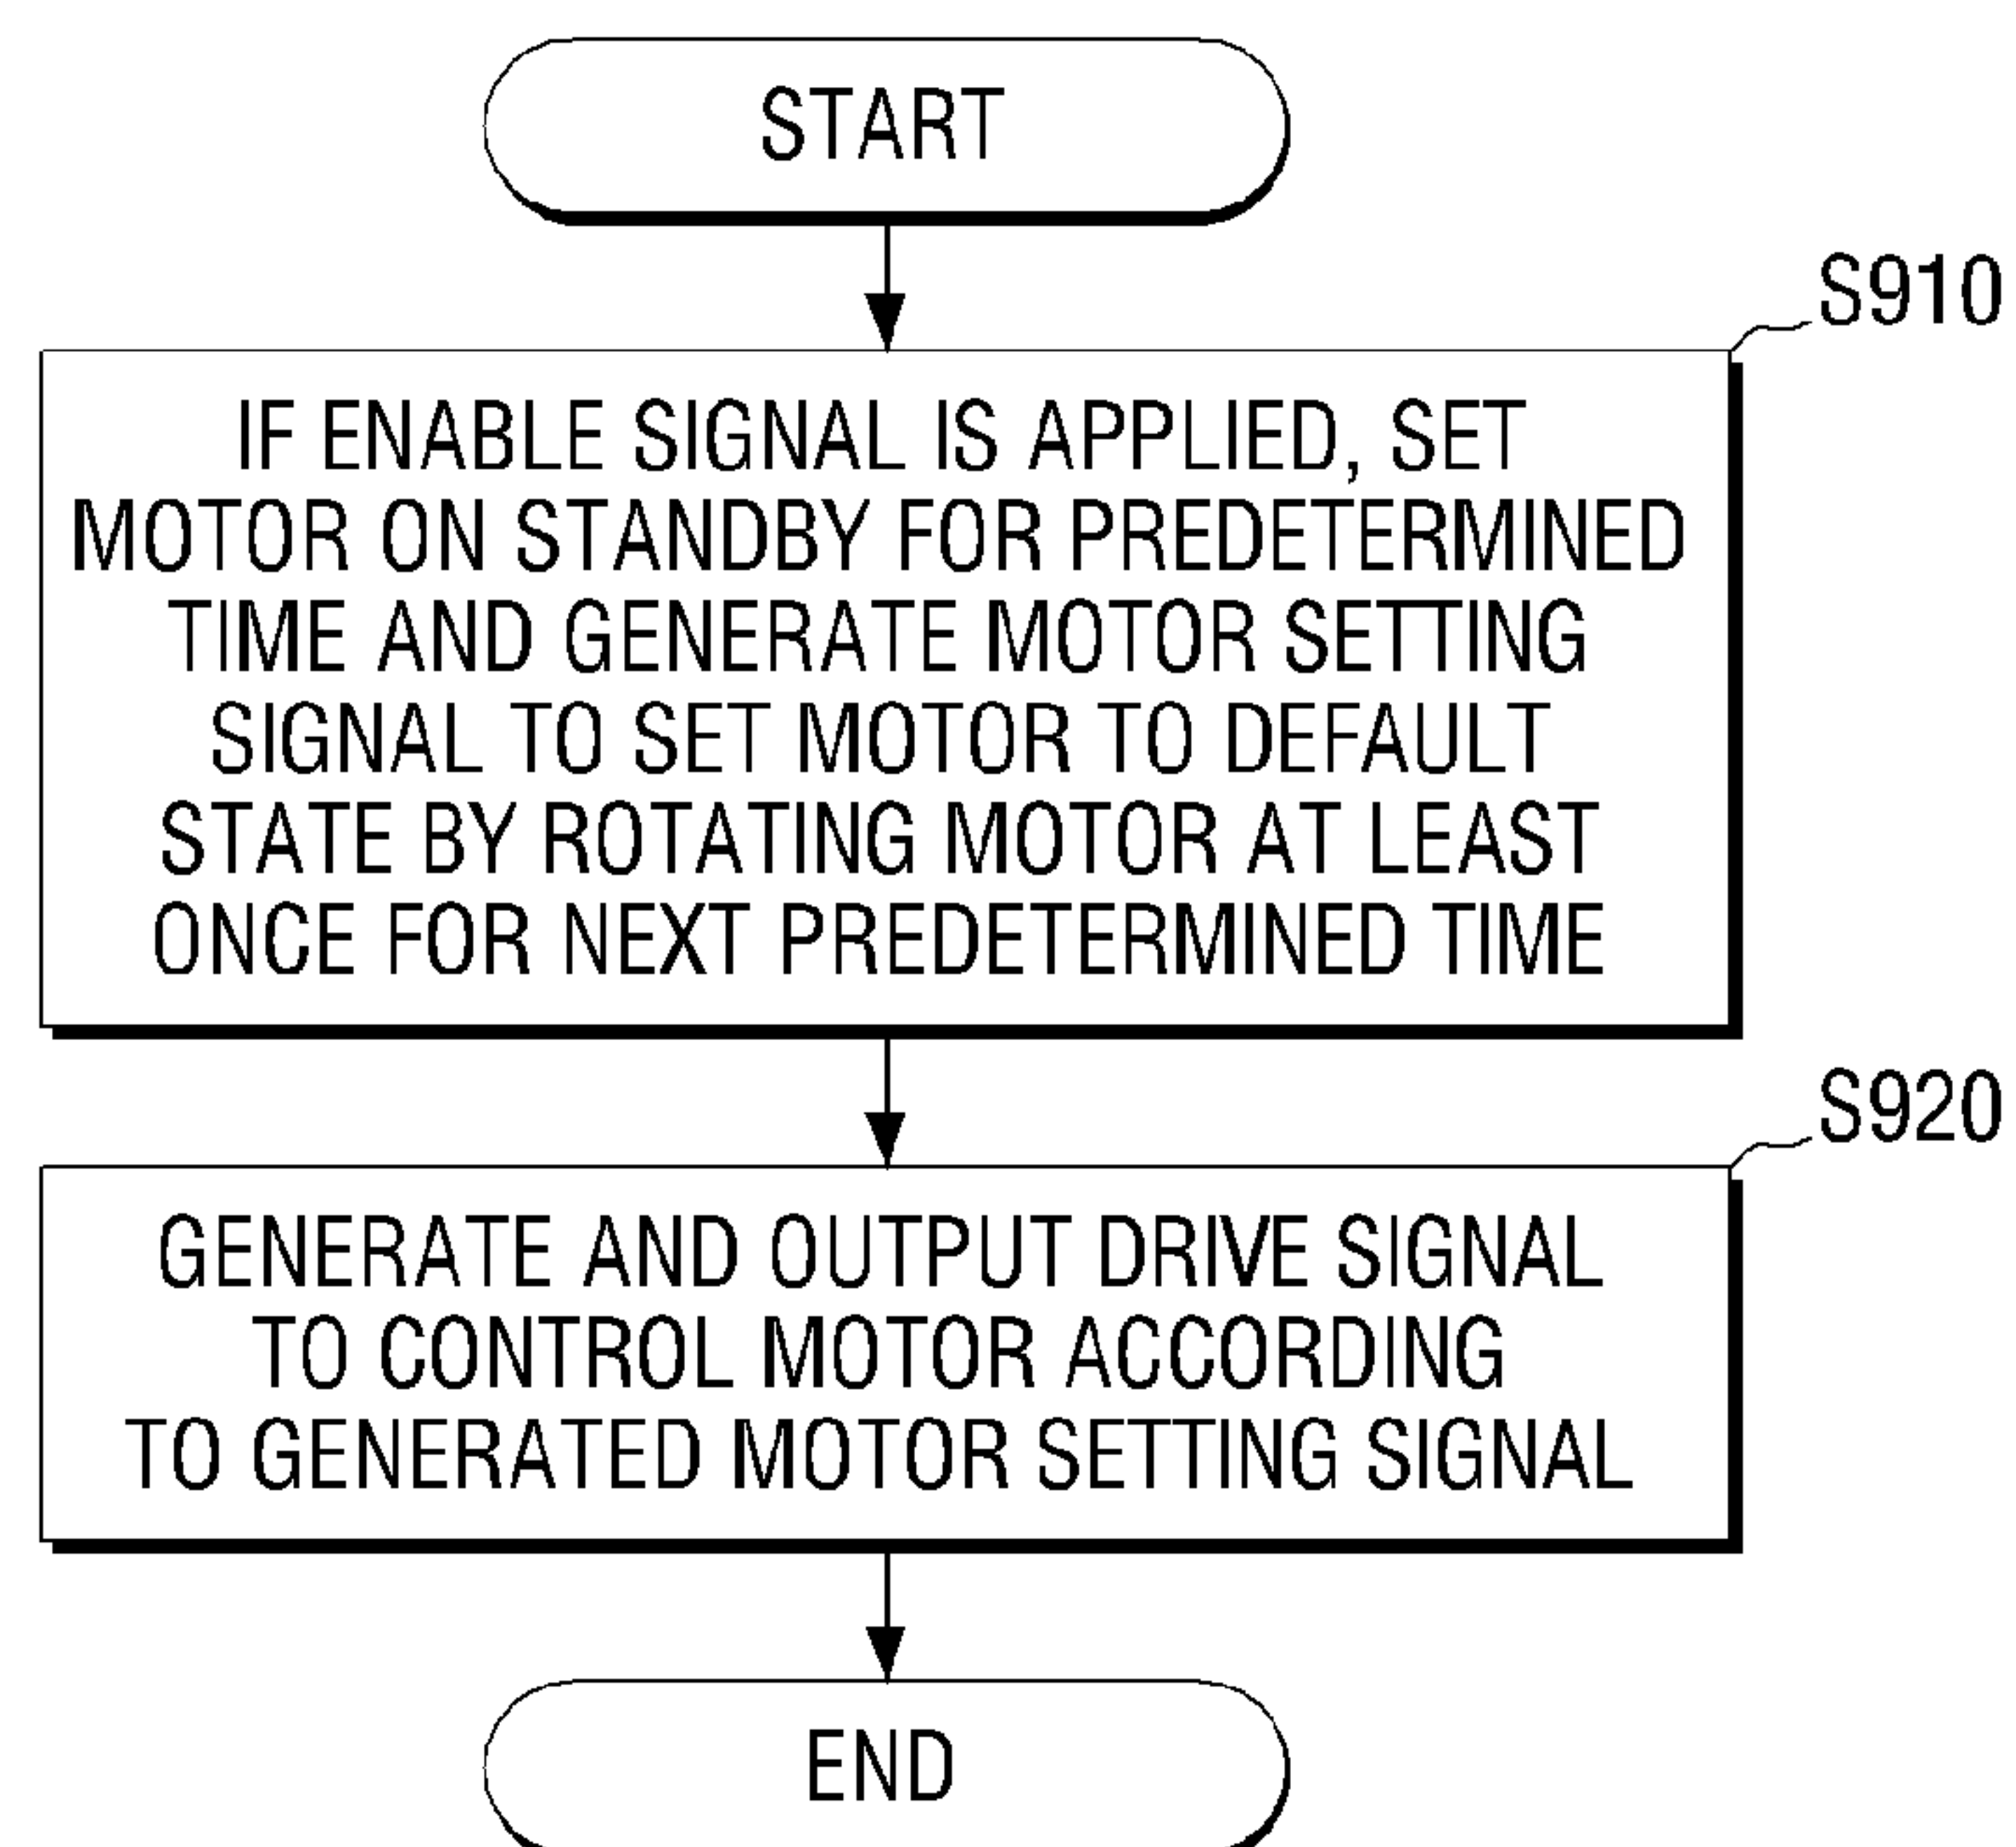 START
S910
IF ENABLE SIGNAL IS APPLIED, SET
MOTOR ON STANDBY FOR PREDETERMINED
TIME AND GENERATE MOTOR SETTING
SIGNAL TO SET MOTOR TO DEFAULT
STATE BY ROTATING MOTOR AT LEAST
ONCE FOR NEXT PREDETERMINED TIME
S920
GENERATE AND OUTPUT DRIVE SIGNAL
TO CONTROL MOTOR ACCORDING
TO GENERATED MOTOR SETTING SIGNAL
END